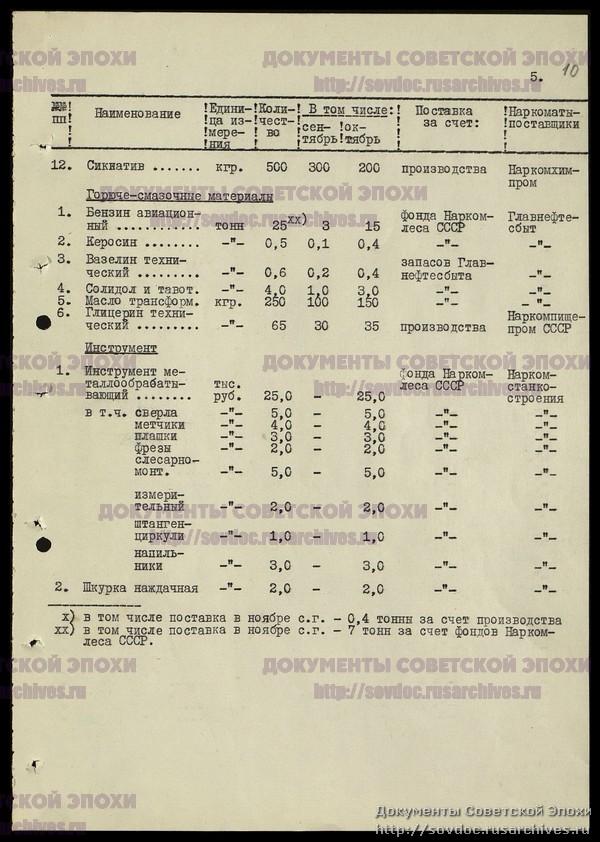 ДОКУМЕНТЫ СОВЕТСКОЙ ЭПОХИ
http://sovdoc.rusarchives.ru
5. 10
№№ ! ! Едини- ! Коли- ! В том числе: ! Поставка ! Наркоматы-
пп ! Наименование ! ца из- ! чест- ! сен- ! ок- ! за счет: ! поставщики
! ! мере- ! во ! тябрь ! тябрь ! !
! ! ния ! ! ! ! !
12. Сикиатив ....... кгр. 500 300 200 производства Наркомхим-
пром
Горюче-смазочные материалы
1. Бензин авиацион- фонда Нарком- Главнефте-
ный ............. тонн 25хх) 3 15 леса СССР сбыт
2. Керосин ......... -"- 0,5 0,1 0,4 -"- -"-
3. Вазелин техни- запасов Глав-
ческий .......... -"- 0,6 0,2 0,4 нефтесбыта -"-
4. Солидол и тавот. -"- 4,0 1,0 3,0 -"- -"-
5. Масло трансформ. кгр. 250 100 150 -"- -"-
6. Глицерин техни- Наркомпище-
ческий ......... -"- 65 30 35 производства пром СССР
Инструмент
1. Инструмент ме- фонда Нарком- Нарком-
таллообрабаты- тыс. леса СССР станко-
вающий ........ руб. 25,0 - 25,0 строения
в т.ч. сверла -"- 5,0 - 5,0 -"- -"-
метчики -"- 4,0 - 4,0 -"- -"-
плашки -"- 3,0 - 3,0 -"- -"-
фрезы -"- 2,0 - 2,0 -"- -"-
слесарно-
монт. -"- 5,0 - 5,0 -"- -"-
измери-
тельный -"- 2,0 - 2,0 -"- -"-
штанген-
циркули -"- 1,0 - 1,0 -"- -"-
напиль-
ники -"- 3,0 - 3,0 -"- -"-
2. Шкурка наждачная -"- 2,0 - 2,0 -"- -"-
х) в том числе поставка в ноябре с.г. - 0,4 тонны за счет производства
хх) в том числе поставка в ноябре с.г. - 7 тонн за счет фондов Нарком-
леса СССР.
Документы Советской Эпохи
http://sovdoc.rusarchives.ru